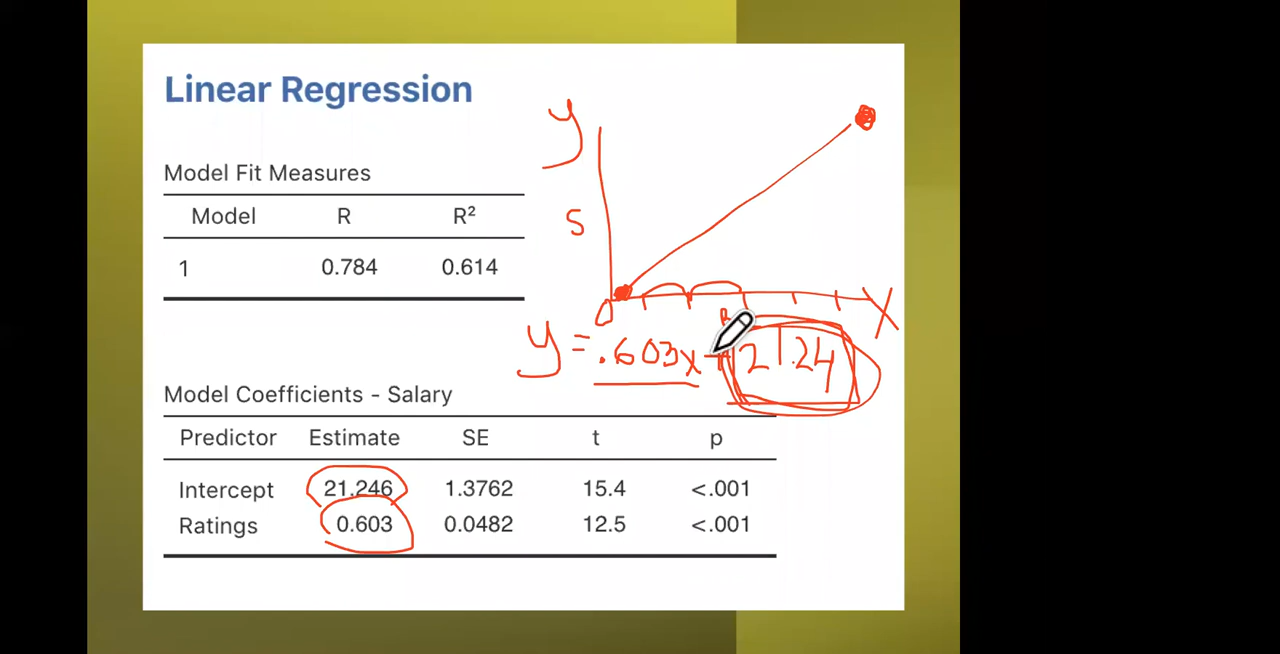 Linear Regression
Model Fit Measures
Model R R²
1 0.784 0.614
y
S
0
X
y = .603x + 21.24
Model Coefficients - Salary
Predictor Estimate SE t p
Intercept 21.246 1.3762 15.4 <.001
Ratings 0.603 0.0482 12.5 <.001